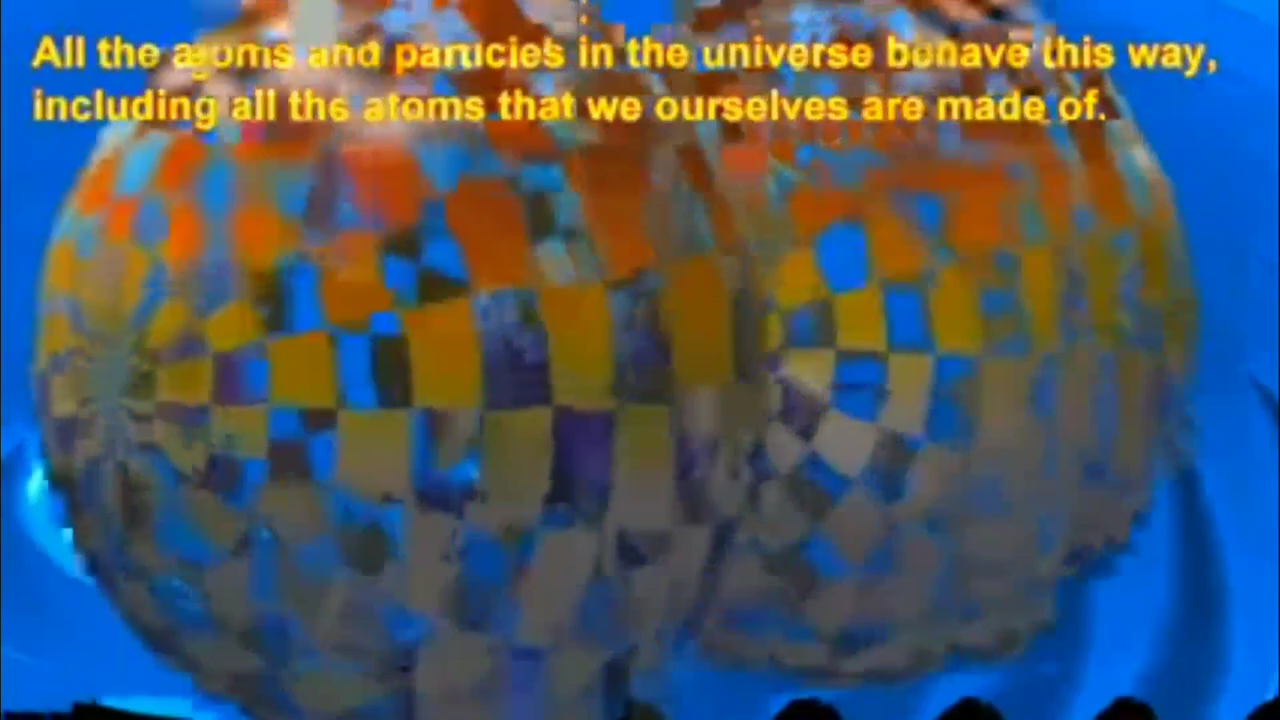 All the atoms and particles in the universe behave this way,
including all the atoms that we ourselves are made of.